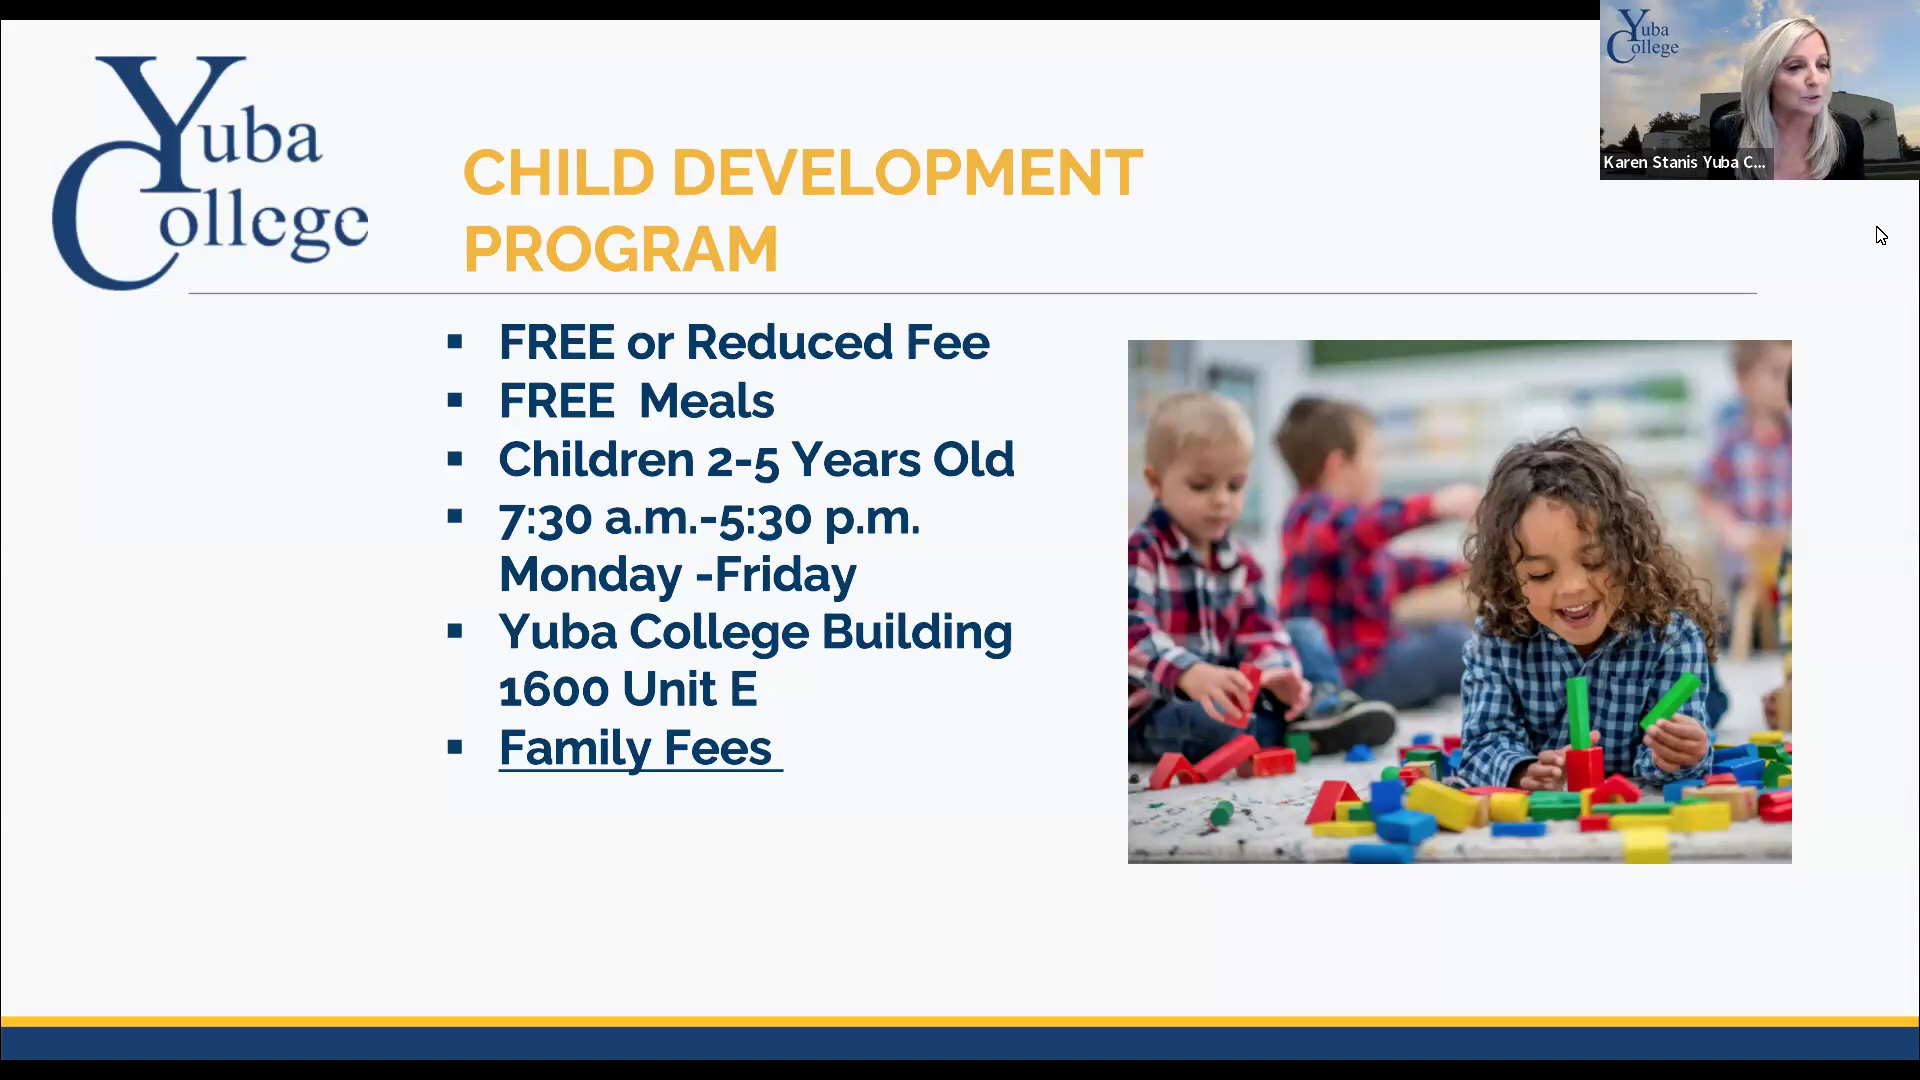 Yuba
College
CHILD DEVELOPMENT
PROGRAM
▪ FREE or Reduced Fee
▪ FREE  Meals
▪ Children 2-5 Years Old
▪ 7:30 a.m.-5:30 p.m.
Monday -Friday
▪ Yuba College Building
1600 Unit E
▪ Family Fees
Yuba
College
Karen Stanis Yuba C...